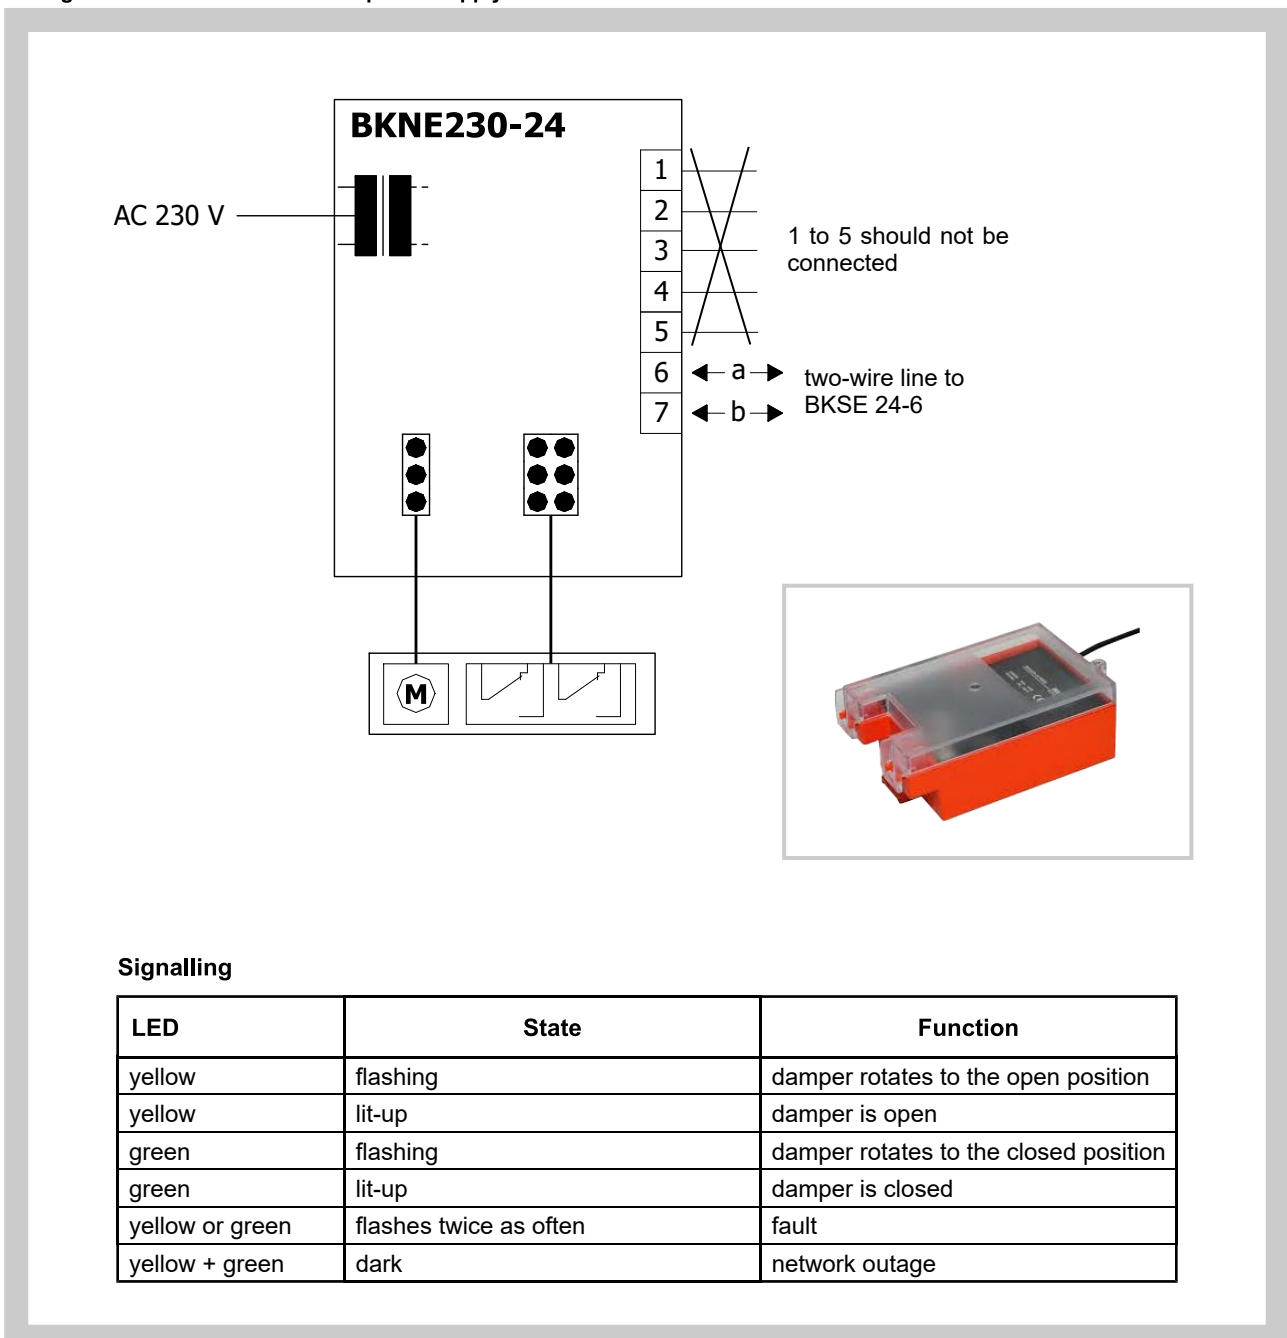 BKNE230-24
AC 230 V
1
2
3
4
5
6
7
1 to 5 should not be
connected
a
b
two-wire line to
BKSE 24-6
M
Signalling
LED State Function
yellow flashing damper rotates to the open position
yellow lit-up damper is open
green flashing damper rotates to the closed position
green lit-up damper is closed
yellow or green flashes twice as often fault
yellow + green dark network outage